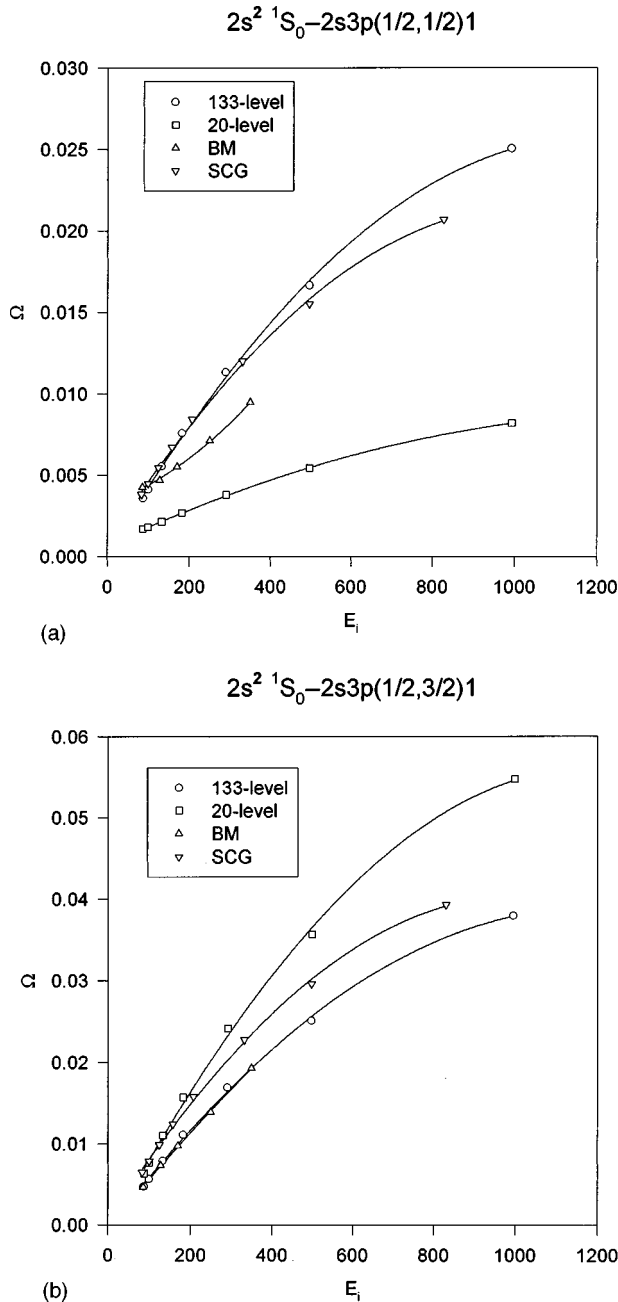 2s² ¹S₀–2s3p(1/2,1/2)1
0.030
0.025
0.020
0.015
0.010
0.005
0.000
Ω
133-level
20-level
BM
SCG
0 200 400 600 800 1000 1200
Eᵢ
(a)
2s² ¹S₀–2s3p(1/2,3/2)1
0.06
0.05
0.04
0.03
0.02
0.01
0.00
Ω
133-level
20-level
BM
SCG
0 200 400 600 800 1000 1200
Eᵢ
(b)